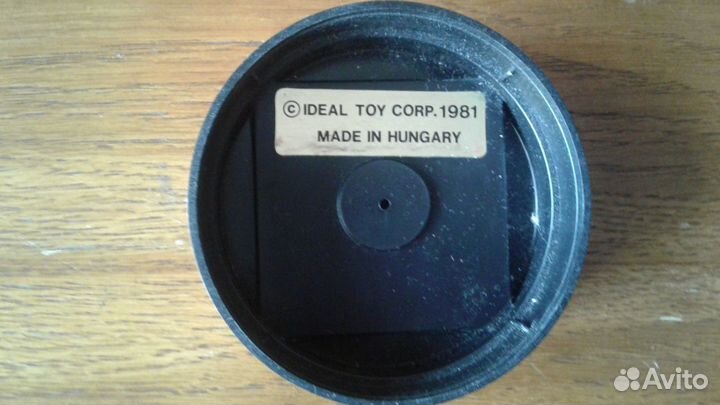 © IDEAL TOY CORP. 1981
MADE IN HUNGARY
Avito